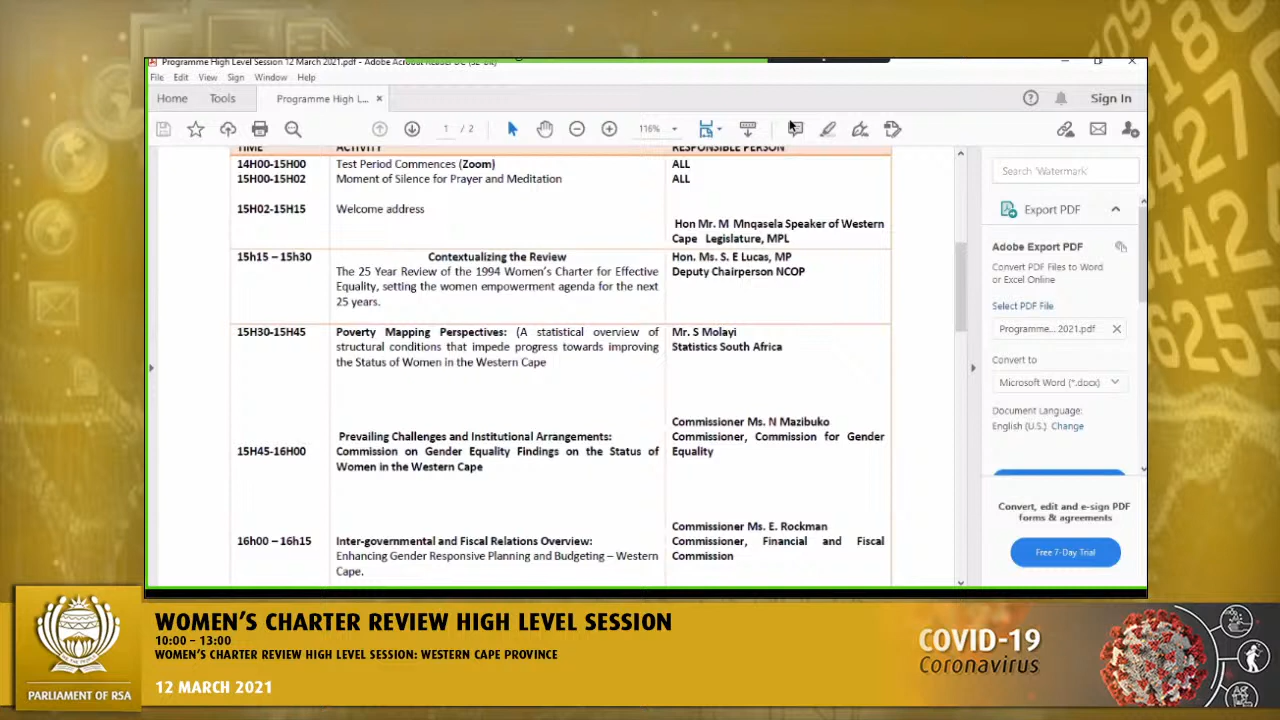 Programme High Level Session 12 March 2021.pdf - Adobe Acrobat Reader DC (32-bit)
File Edit View Sign Window Help
Home Tools Programme High L... × Sign In
1 / 2 116%
TIME ACTIVITY RESPONSIBLE PERSON
14H00-15H00 Test Period Commences (Zoom) ALL
15H00-15H02 Moment of Silence for Prayer and Meditation ALL
15H02-15H15 Welcome address
Hon Mr. M Mnqasela Speaker of Western
Cape Legislature, MPL
15h15 – 15h30 Contextualizing the Review Hon. Ms. S. E Lucas, MP
The 25 Year Review of the 1994 Women's Charter for Effective Deputy Chairperson NCOP
Equality, setting the women empowerment agenda for the next
25 years.
15H30-15H45 Poverty Mapping Perspectives: (A statistical overview of Mr. S Molayi
structural conditions that impede progress towards improving Statistics South Africa
the Status of Women in the Western Cape
Commissioner Ms. N Mazibuko
Prevailing Challenges and Institutional Arrangements: Commissioner, Commission for Gender
15H45-16H00 Commission on Gender Equality Findings on the Status of Equality
Women in the Western Cape
Commissioner Ms. E. Rockman
16h00 – 16h15 Inter-governmental and Fiscal Relations Overview: Commissioner, Financial and Fiscal
Enhancing Gender Responsive Planning and Budgeting – Western Commission
Cape.
Search 'Watermark'
Export PDF
Adobe Export PDF
Convert PDF Files to Word
or Excel Online
Select PDF File
Programme... 2021.pdf ×
Convert to
Microsoft Word (*.docx)
Document Language:
English (U.S.) Change
Convert, edit and e-sign PDF
forms & agreements
Free 7-Day Trial
WOMEN'S CHARTER REVIEW HIGH LEVEL SESSION
10:00 – 13:00
WOMEN'S CHARTER REVIEW HIGH LEVEL SESSION: WESTERN CAPE PROVINCE
12 MARCH 2021
PARLIAMENT OF RSA
COVID-19
Coronavirus